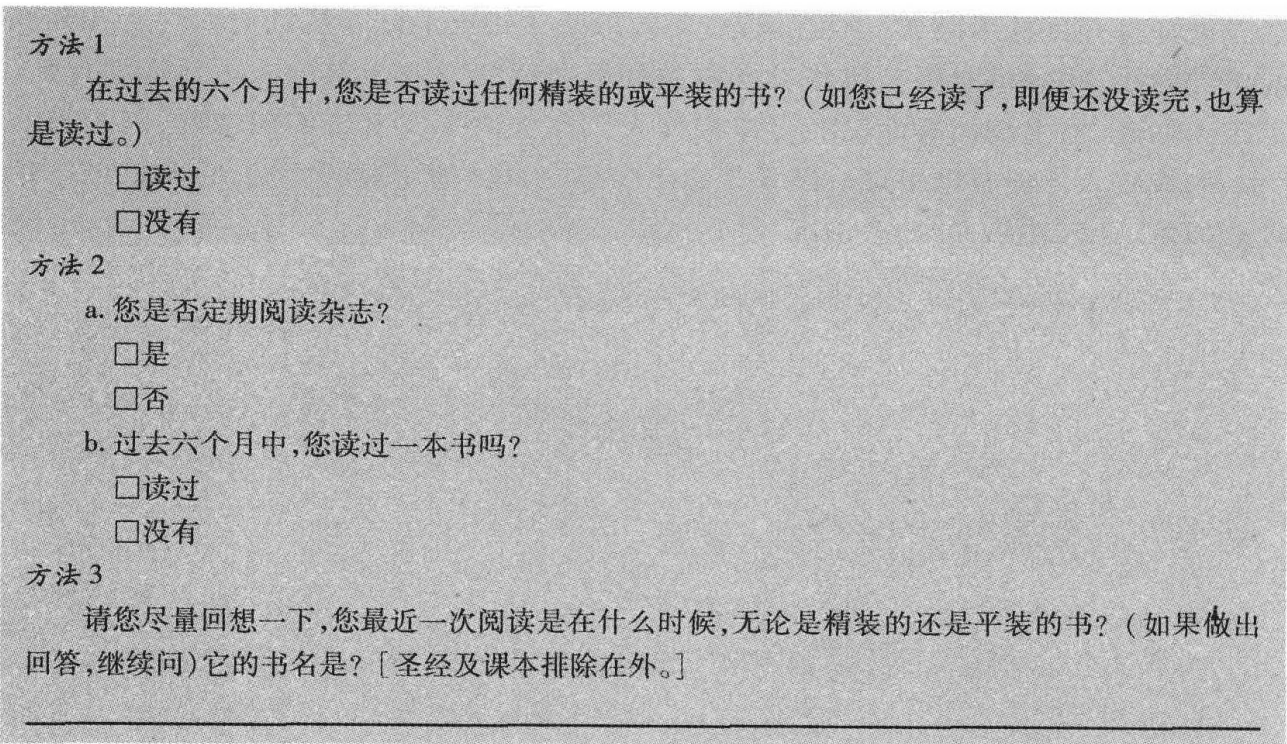 方法1
在过去的六个月中,您是否读过任何精装的或平装的书?(如您已经读了,即便还没读完,也算
是读过。)
□读过
□没有
方法2
a. 您是否定期阅读杂志?
□是
□否
b. 过去六个月中,您读过一本书吗?
□读过
□没有
方法3
请您尽量回想一下,您最近一次阅读是在什么时候,无论是精装的还是平装的书?(如果做出
回答,继续问)它的书名是?[圣经及课本排除在外。]